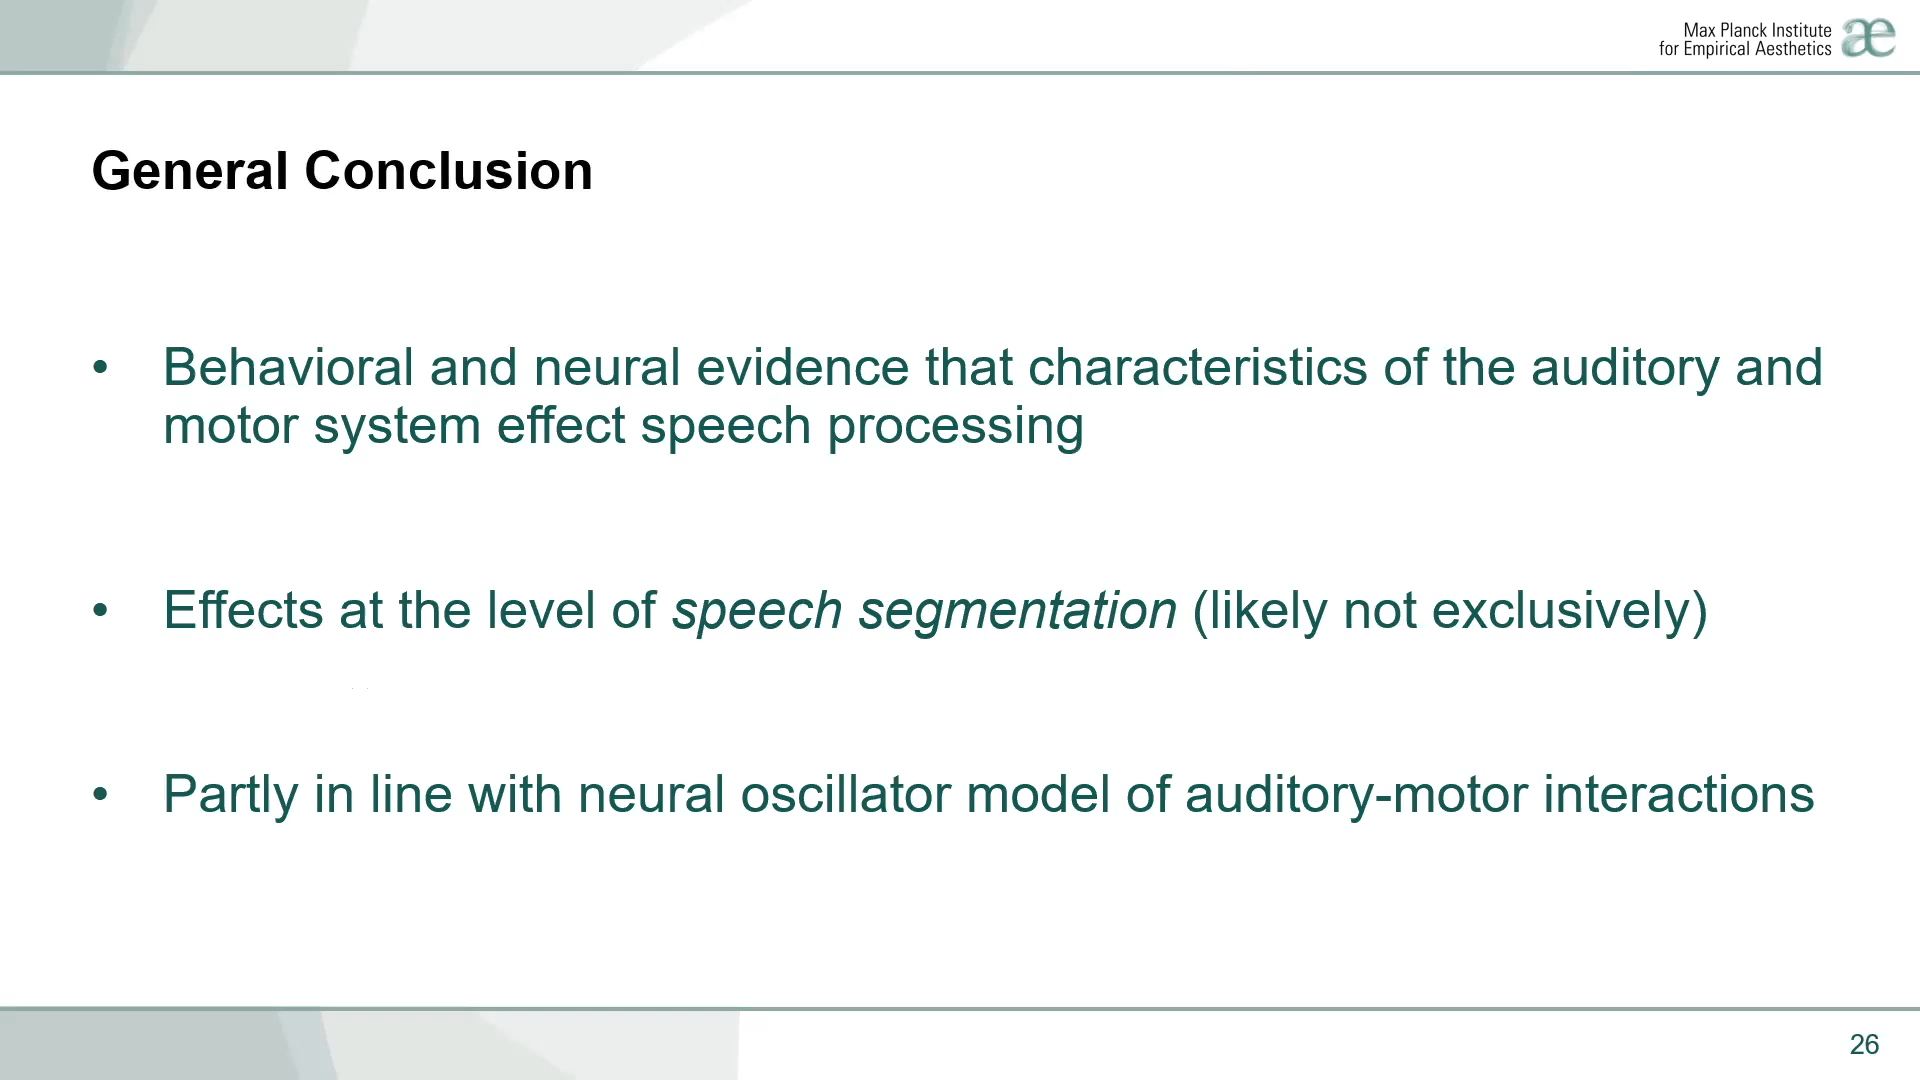 Max Planck Institute
for Empirical Aesthetics
æ
General Conclusion
• Behavioral and neural evidence that characteristics of the auditory and
motor system effect speech processing
• Effects at the level of speech segmentation (likely not exclusively)
• Partly in line with neural oscillator model of auditory-motor interactions
26